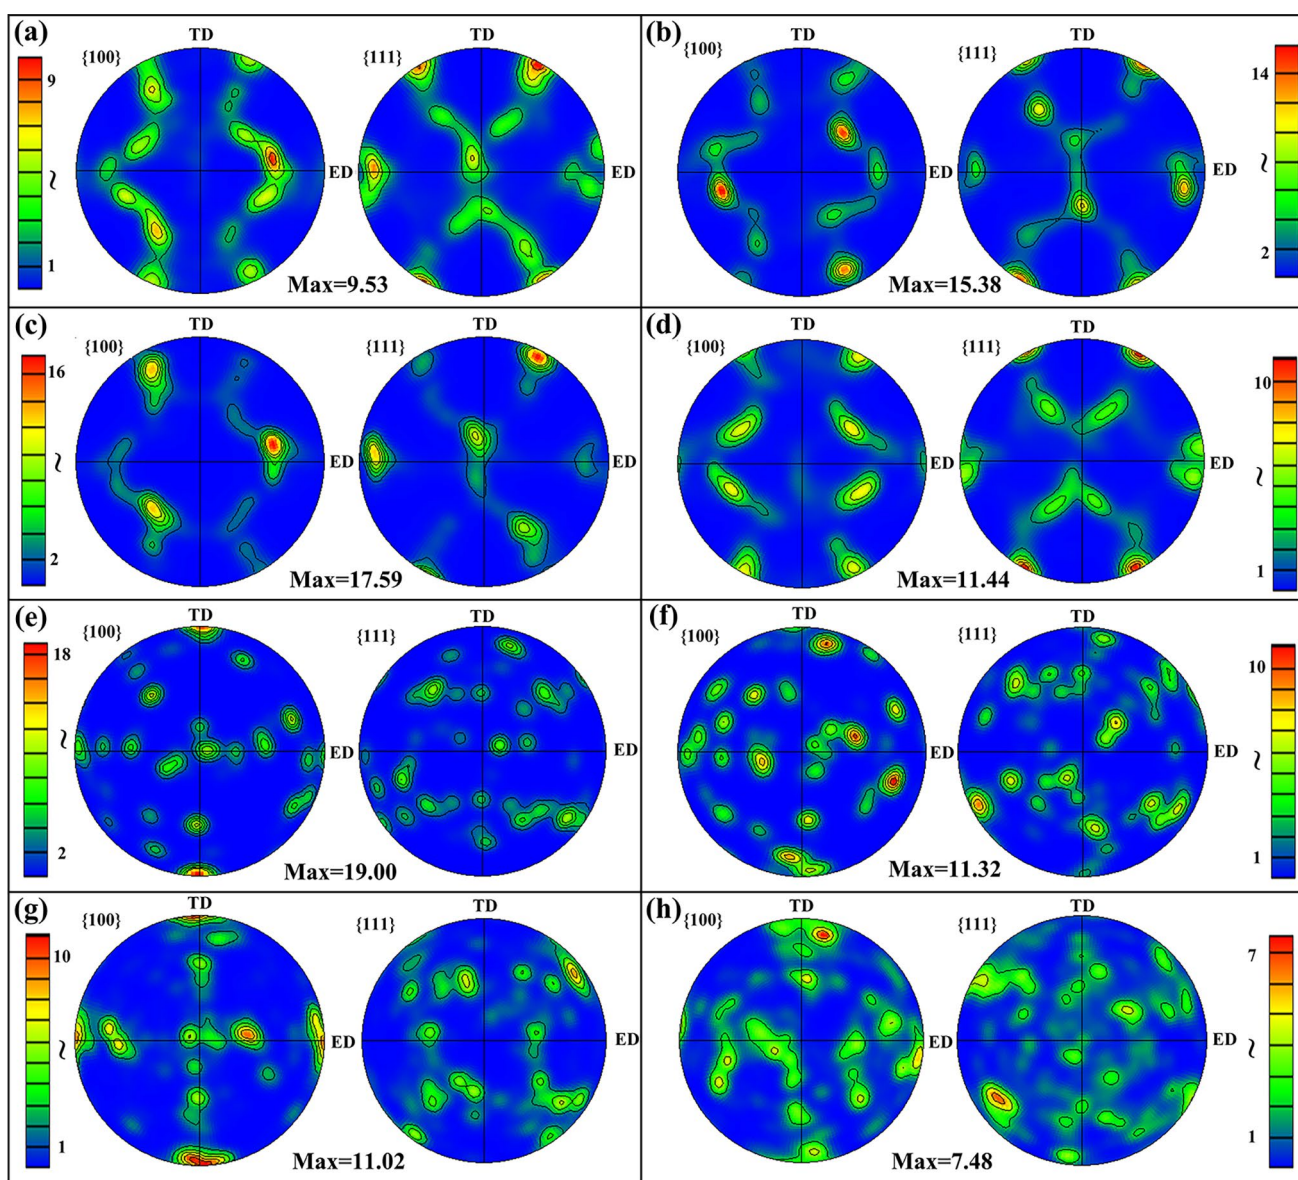 (a)
{100}
TD
{111}
TD
9
~
1
ED
ED
Max=9.53
(b)
{100}
TD
{111}
TD
14
~
2
ED
ED
Max=15.38
(c)
{100}
TD
{111}
TD
16
~
2
ED
ED
Max=17.59
(d)
{100}
TD
{111}
TD
10
~
1
ED
ED
Max=11.44
(e)
{100}
TD
{111}
TD
18
~
2
ED
ED
Max=19.00
(f)
{100}
TD
{111}
TD
10
~
1
ED
ED
Max=11.32
(g)
{100}
TD
{111}
TD
10
~
1
ED
ED
Max=11.02
(h)
{100}
TD
{111}
TD
7
~
1
ED
ED
Max=7.48